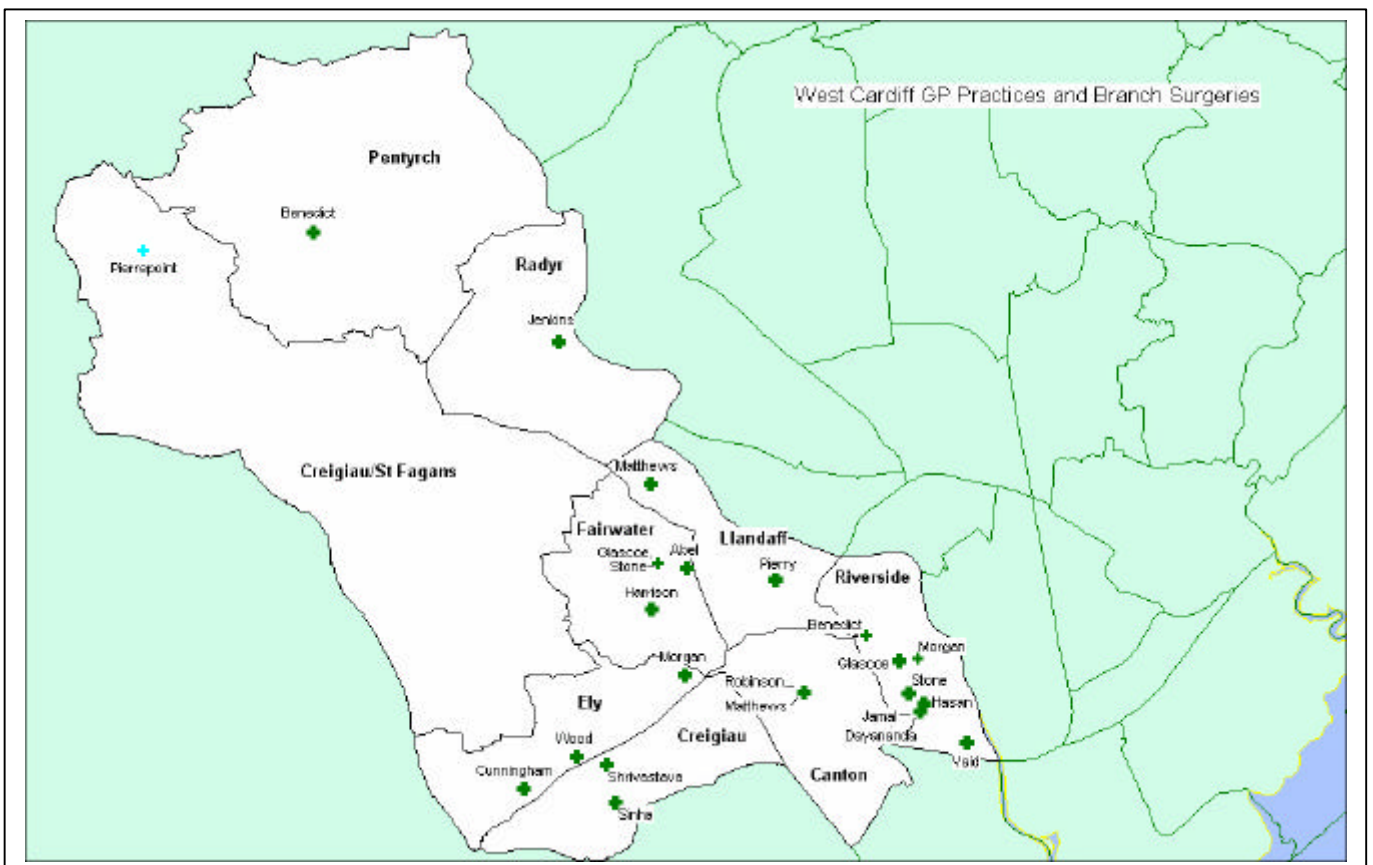 West Cardiff GP Practices and Branch Surgeries
Pentyrch
Benedict
Pierrepoint
Radyr
Jenkins
Creigiau/St Fagans
Matthews
Fairwater
Llandaff
Glascoe
Stone
Abel
Pierry
Riverside
Harrison
Benedict
Morgan
Morgan
Glascoe
Robinson
Stone
Ely
Matthews
Hasan
Jamal
Creigiau
Dayananda
Wood
Vaid
Cunningham
Shrivastava
Canton
Sinha